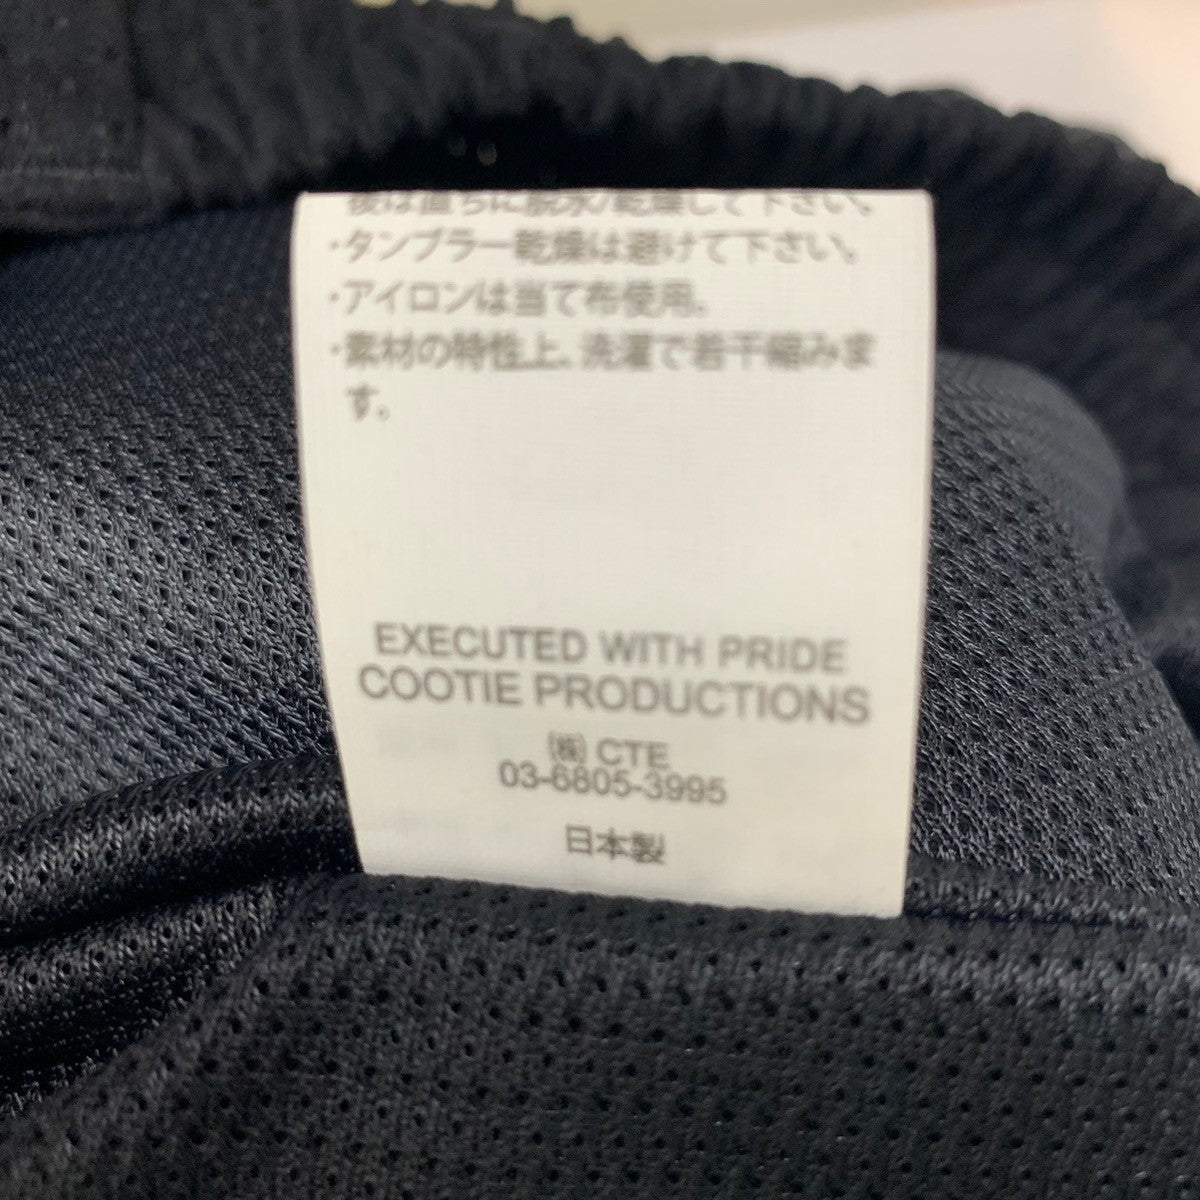 後は直ちに脱水/乾燥して下さい。
・タンブラー乾燥は避けて下さい。
・アイロンは当て布使用。
・素材の特性上、洗濯で若干縮みま
す。
EXECUTED WITH PRIDE
COOTIE PRODUCTIONS
㈱ CTE
03-6805-3995
日本製